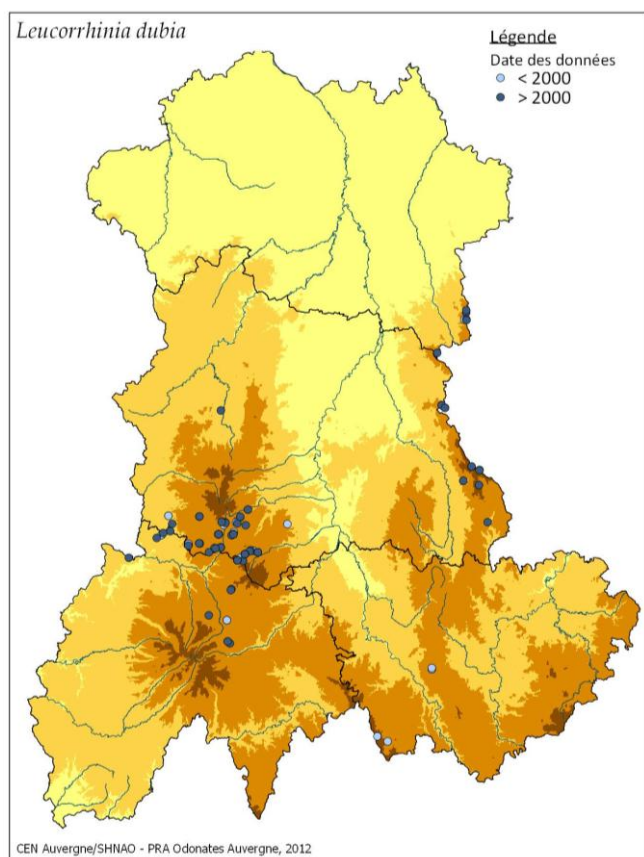 Leucorrhinia dubia
Légende
Date des données
< 2000
> 2000
CEN Auvergne/SHNAO - PRA Odonates Auvergne, 2012